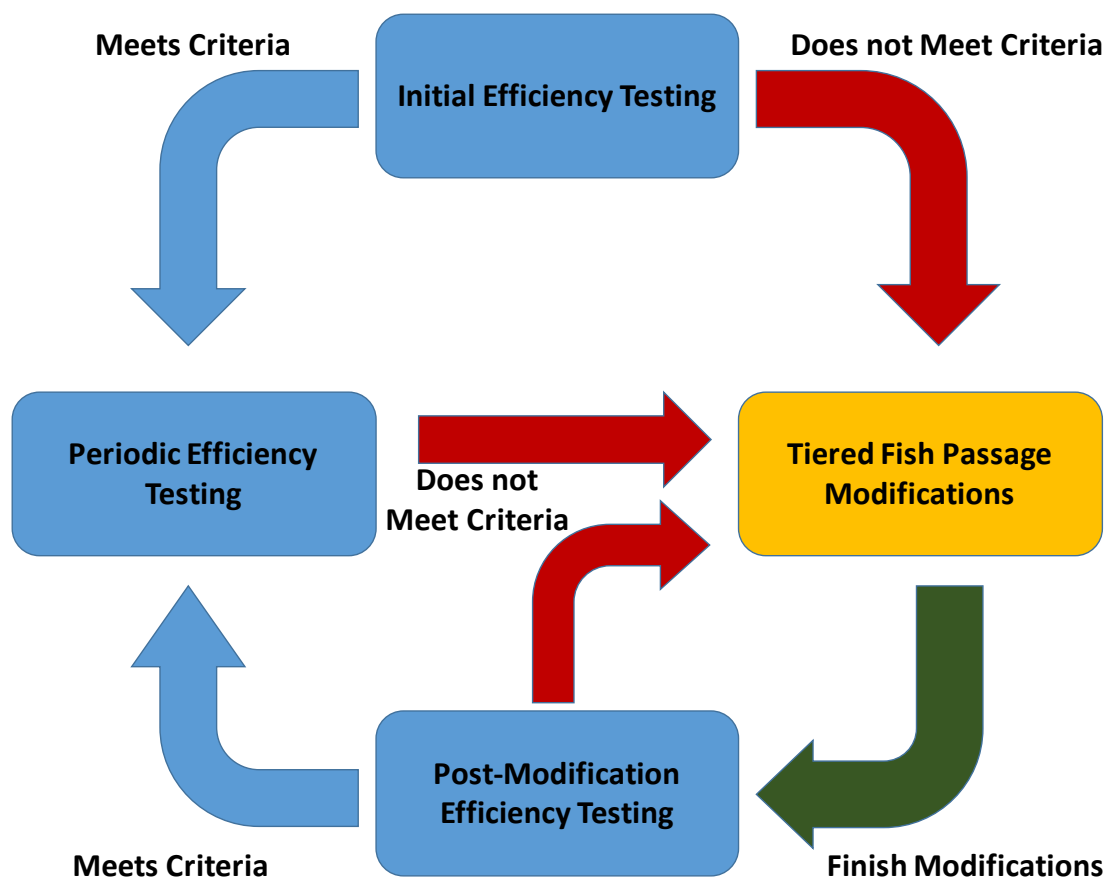 Meets Criteria
Does not Meet Criteria
Initial Efficiency Testing
Periodic Efficiency
Testing
Does not
Meet Criteria
Tiered Fish Passage
Modifications
Post-Modification
Efficiency Testing
Meets Criteria
Finish Modifications